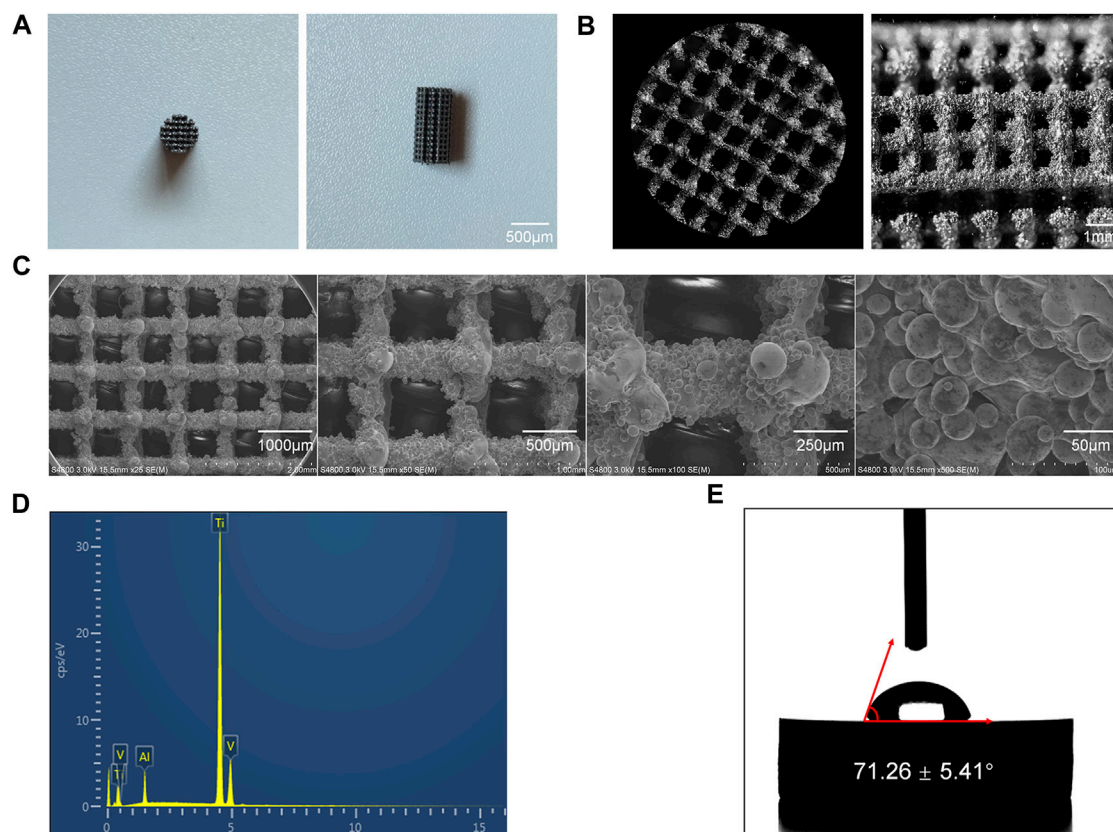 A
B
500µm
1mm
C
1000µm
500µm
250µm
50µm
S4800 3.0kV 15.5mm x25 SE(M)
2.00mm
S4800 3.0kV 15.5mm x50 SE(M)
1.00mm
S4800 3.0kV 15.5mm x100 SE(M)
500um
S4800 3.0kV 15.5mm x500 SE(M)
100um
D
E
Ti
30
cps/eV
20
10
V
Al
V
0
0
5
10
15
71.26 ± 5.41°